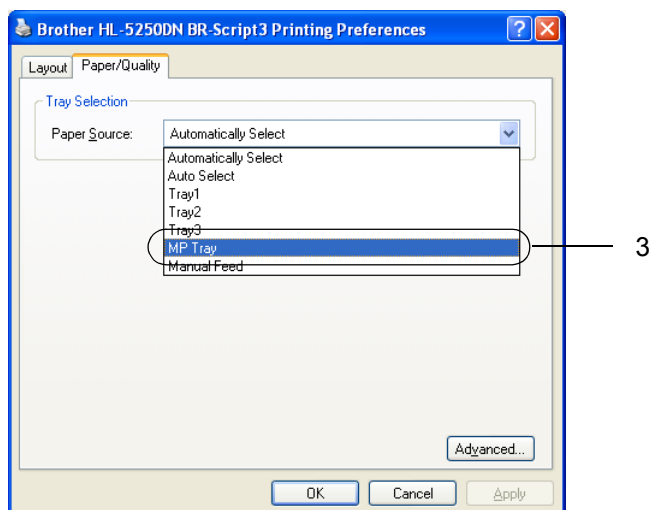 Brother HL-5250DN BR-Script3 Printing Preferences
Layout Paper/Quality
Tray Selection
Paper Source: Automatically Select
Automatically Select
Auto Select
Tray1
Tray2
Tray3
MP Tray 3
Manual Feed
Advanced...
OK Cancel Apply